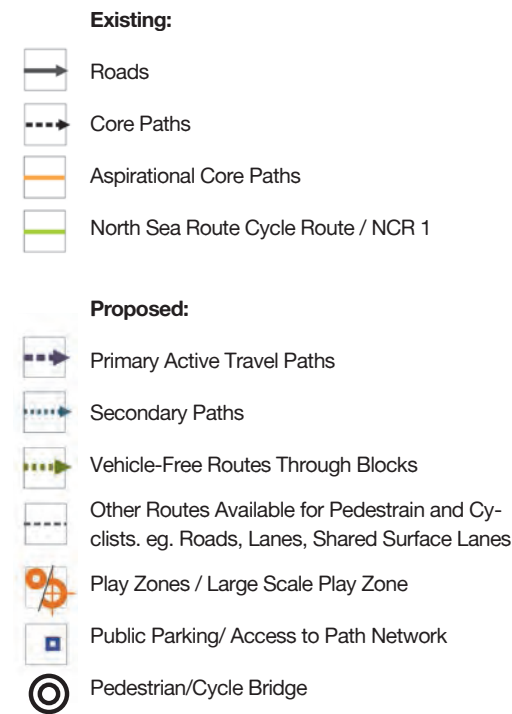 Existing:
Roads
Core Paths
Aspirational Core Paths
North Sea Route Cycle Route / NCR 1
Proposed:
Primary Active Travel Paths
Secondary Paths
Vehicle-Free Routes Through Blocks
Other Routes Available for Pedestrain and Cy-
clists. eg. Roads, Lanes, Shared Surface Lanes
Play Zones / Large Scale Play Zone
Public Parking/ Access to Path Network
Pedestrian/Cycle Bridge